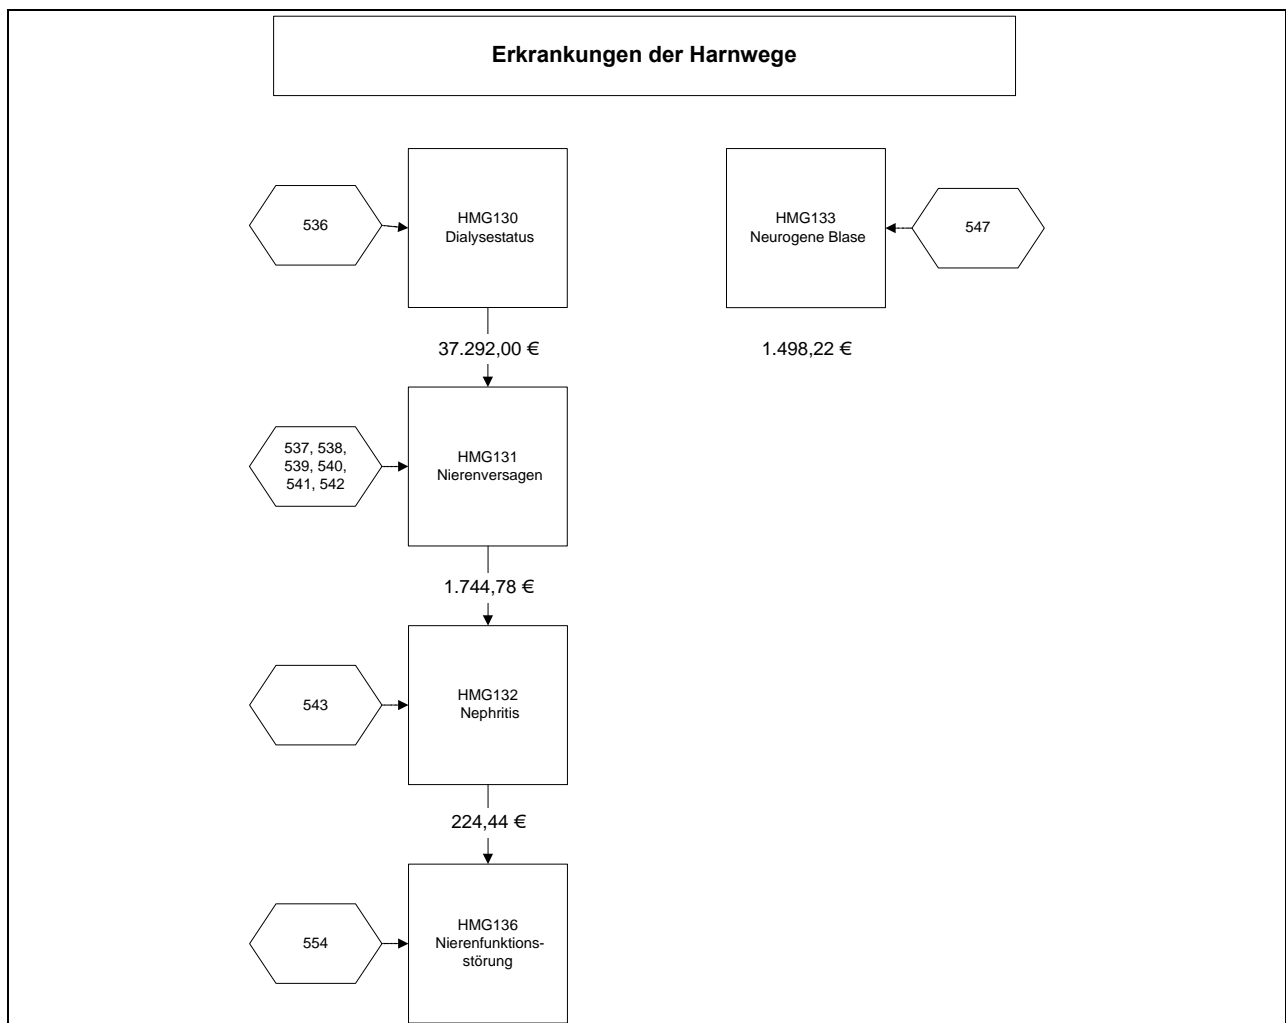 Erkrankungen der Harnwege
536
HMG130
Dialysestatus
HMG133
Neurogene Blase
547
37.292,00 €
1.498,22 €
537, 538,
539, 540,
541, 542
HMG131
Nierenversagen
1.744,78 €
543
HMG132
Nephritis
224,44 €
554
HMG136
Nierenfunktions-
störung